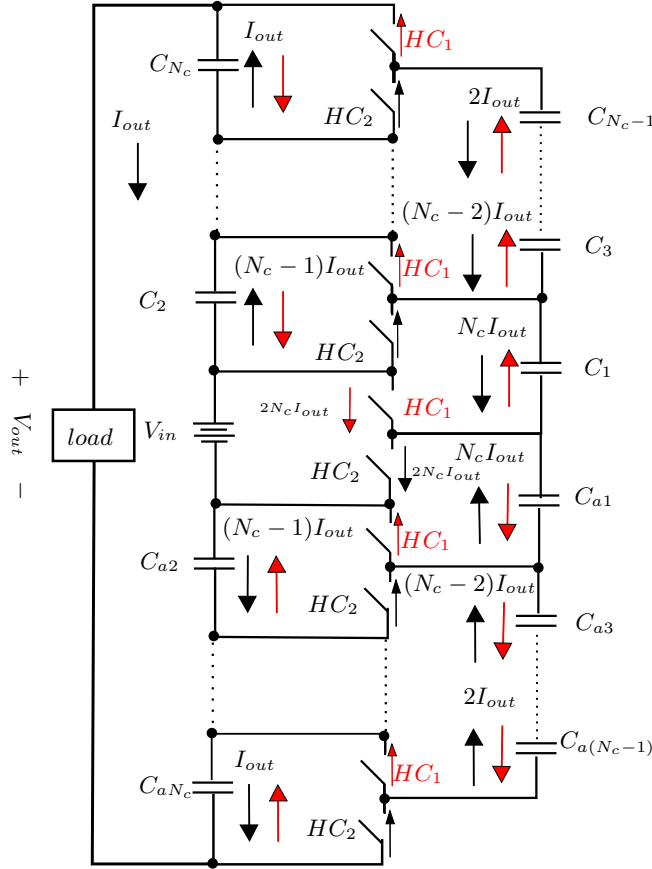 I_{out}
HC_1
C_{N_c}
HC_2
2I_{out}
C_{N_c-1}
I_{out}
(N_c-2)I_{out}
C_3
(N_c-1)I_{out}
HC_1
C_2
HC_2
N_cI_{out}
C_1
2N_cI_{out}
HC_1
+ V_{out} −
load
V_{in}
N_cI_{out}
HC_2
2N_cI_{out}
C_{a1}
(N_c-1)I_{out}
HC_1
C_{a2}
HC_2
(N_c-2)I_{out}
C_{a3}
2I_{out}
C_{a(N_c-1)}
I_{out}
HC_1
C_{aN_c}
HC_2